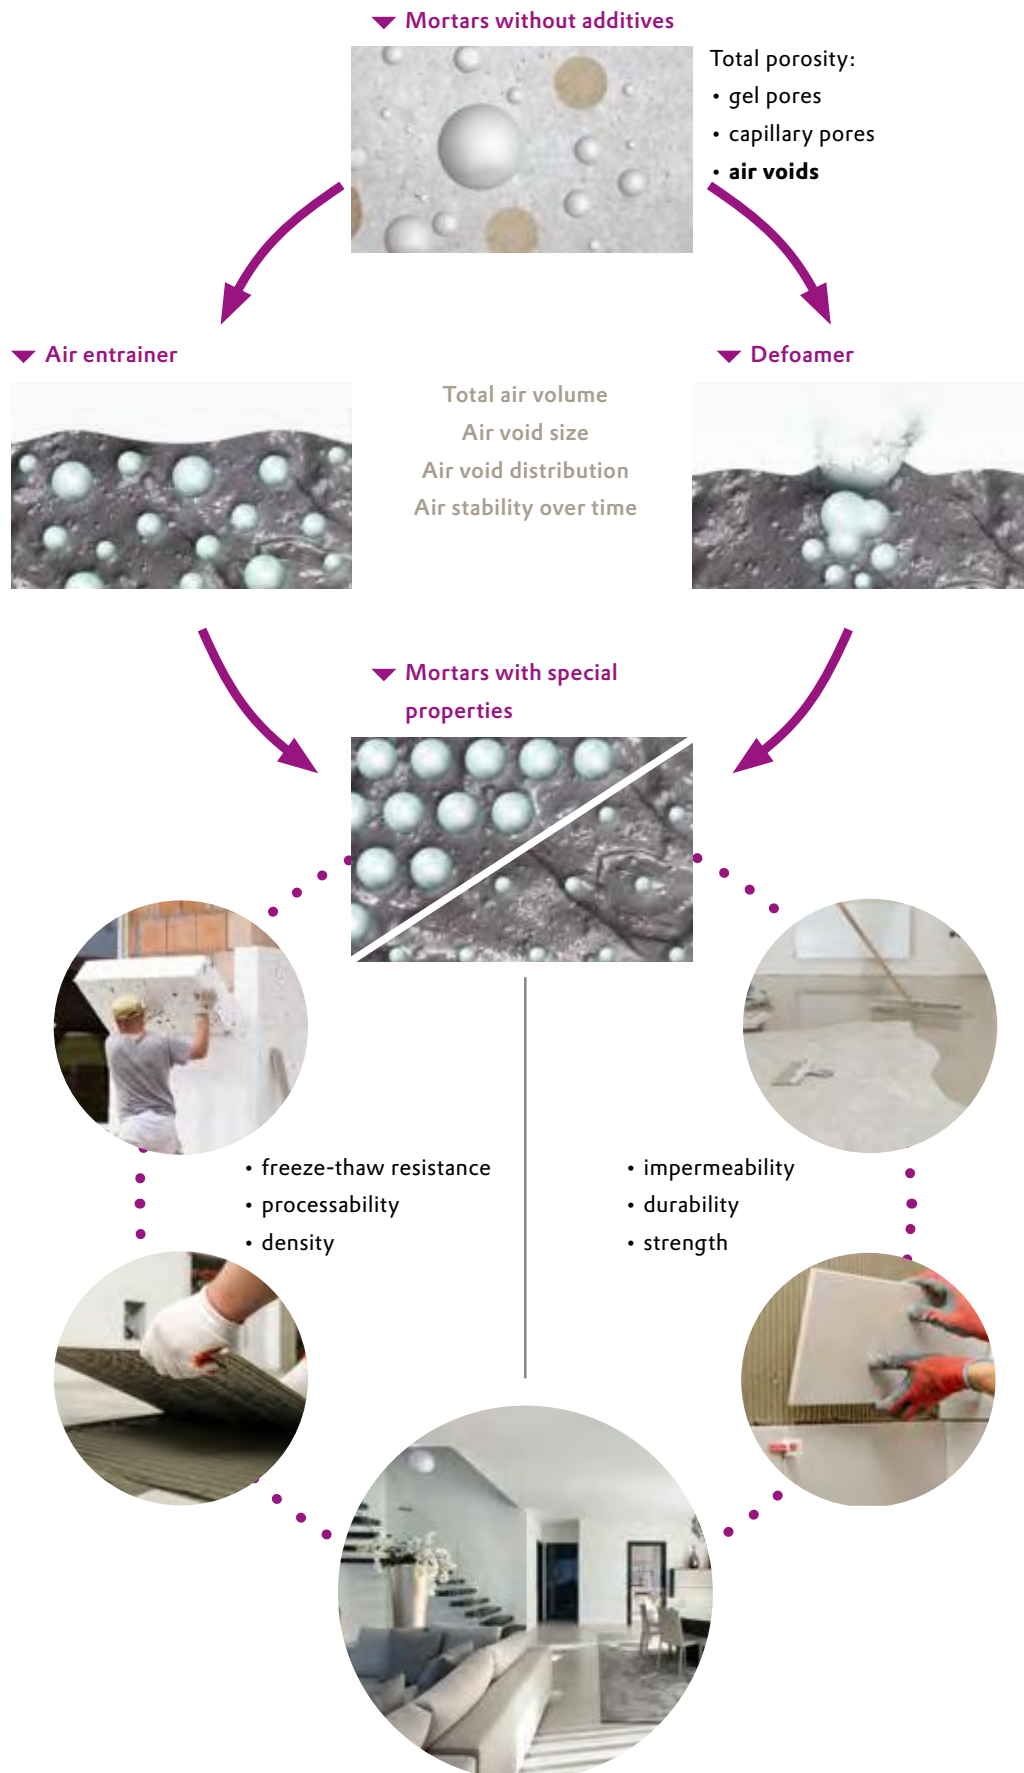 Mortars without additives
Total porosity:
• gel pores
• capillary pores
• air voids
Air entrainer
Defoamer
Total air volume
Air void size
Air void distribution
Air stability over time
Mortars with special
properties
• freeze-thaw resistance
• processability
• density
• impermeability
• durability
• strength